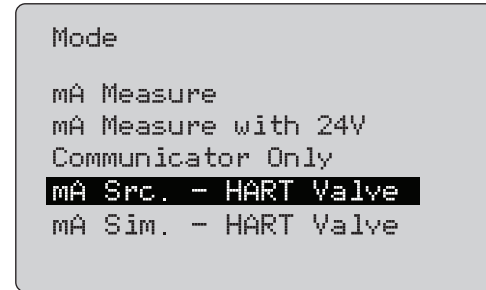 Mode
mA Measure
mA Measure with 24V
Communicator Only
mA Src. - HART Valve
mA Sim. - HART Valve